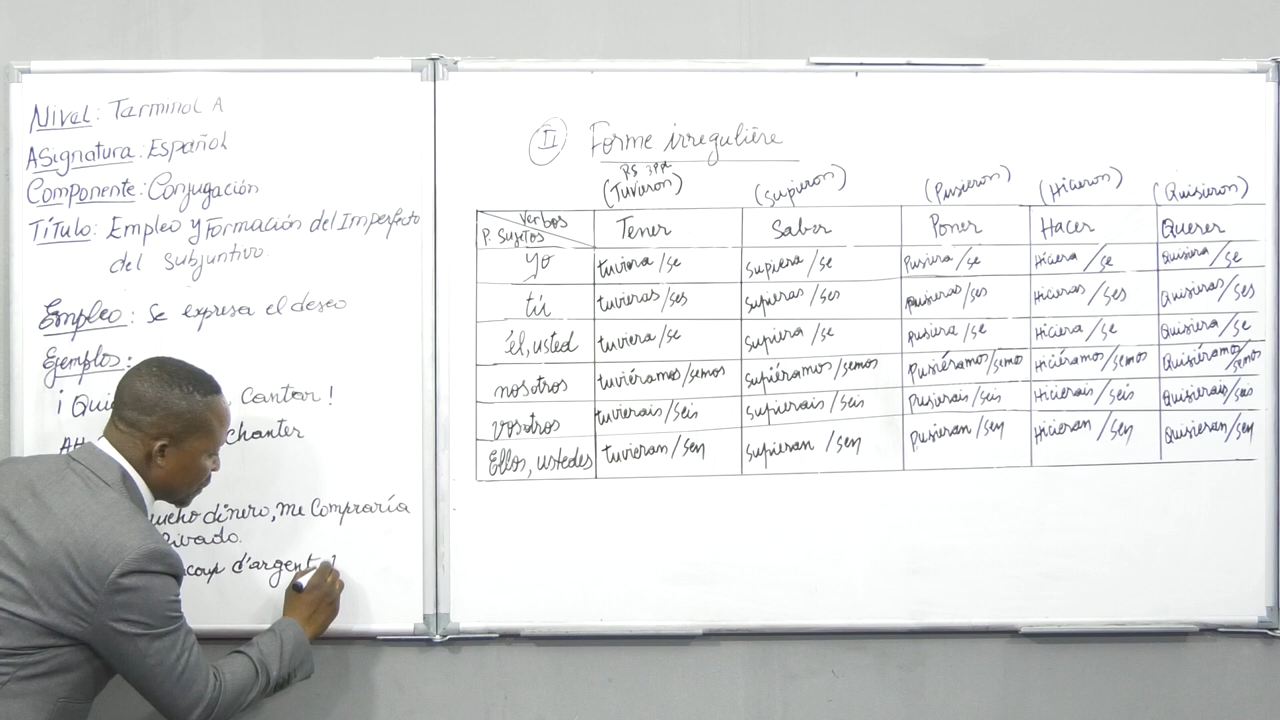 Nivel: Terminal A
Asignatura: Español
Componente: Conjugación
Título: Empleo y Formación del Imperfecto
del Subjuntivo.
Empleo: Se expresa el deseo
Ejemplos:
¡ Qui Cantar !
chanter
mucho dinero, me Compraría
d'argent
II Forme irregulière
PS 3PPl
(Tuvieron) (Supieron) (Pusieron) (Hicieron) (Quisieron)
Verbos
P. Sujetos Tener Saber Poner Hacer Querer
yo tuviera /se supiera /se Pusiera /se Hiciera /se Quisiera /se
tú tuvieras /ses supieras /ses pusieras /ses Hicieras /ses Quisieras /ses
él, usted tuviera /se supiera /se pusiera /se Hiciera /se Quisiera /se
nosotros tuviéramos /semos supiéramos /semos Pusiéramos /semos Hiciéramos /semos Quisiéramos /semos
vosotros tuvierais /seis supierais /seis Pusierais /seis Hicierais /seis Quisierais /seis
Ellos, ustedes tuvieran /sen supieran /sen Pusieran /sen Hicieran /sen Quisieran /sen